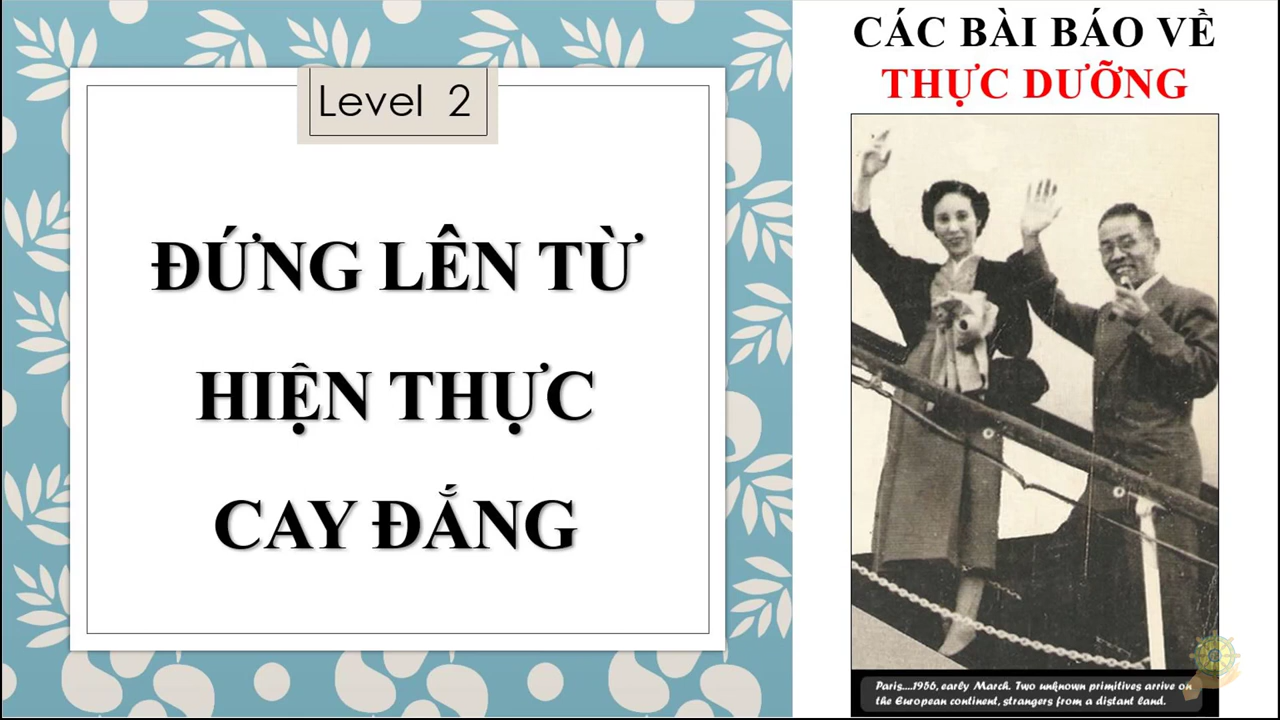 Level 2
ĐỨNG LÊN TỪ
HIỆN THỰC
CAY ĐẮNG
CÁC BÀI BÁO VỀ
THỰC DƯỠNG
Paris....1956, early March. Two unknown primitives arrive on
the European continent, strangers from a distant land.